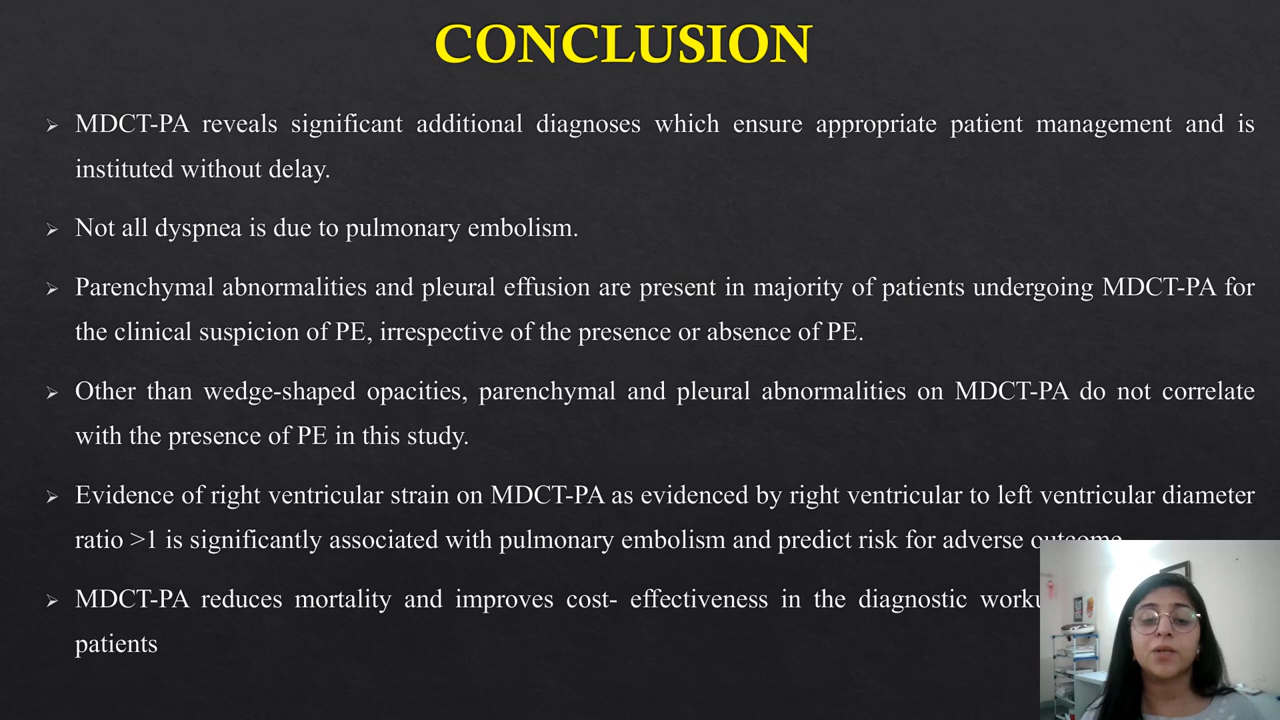 CONCLUSION
➢ MDCT-PA reveals significant additional diagnoses which ensure appropriate patient management and is
instituted without delay.
➢ Not all dyspnea is due to pulmonary embolism.
➢ Parenchymal abnormalities and pleural effusion are present in majority of patients undergoing MDCT-PA for
the clinical suspicion of PE, irrespective of the presence or absence of PE.
➢ Other than wedge-shaped opacities, parenchymal and pleural abnormalities on MDCT-PA do not correlate
with the presence of PE in this study.
➢ Evidence of right ventricular strain on MDCT-PA as evidenced by right ventricular to left ventricular diameter
ratio >1 is significantly associated with pulmonary embolism and predict risk for adverse outcome
➢ MDCT-PA reduces mortality and improves cost- effectiveness in the diagnostic
patients